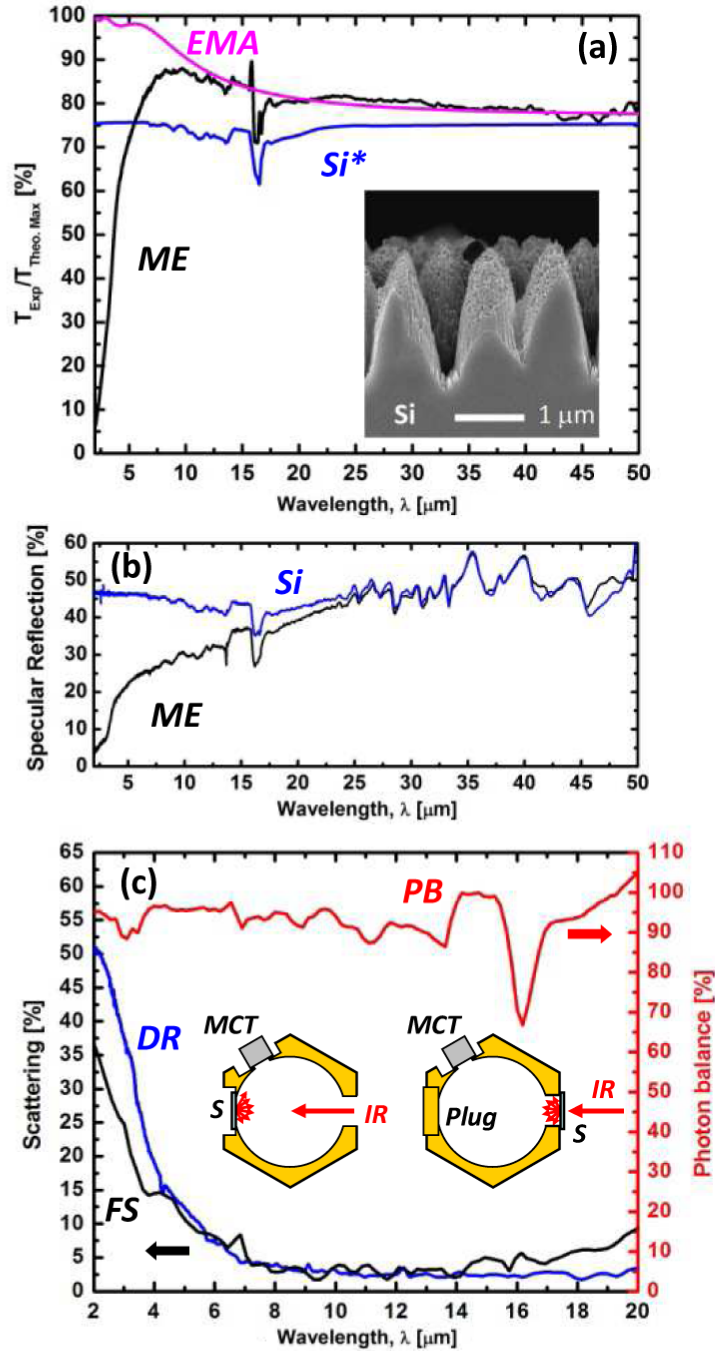 (a)
EMA
Si*
ME
Si
1 μm
T_Exp/T_Theo. Max [%]
100
90
80
70
60
50
40
30
20
10
0
5 10 15 20 25 30 35 40 45 50
Wavelength, λ [μm]
(b)
Si
ME
Specular Reflection [%]
60
50
40
30
20
10
0
5 10 15 20 25 30 35 40 45 50
Wavelength, λ [μm]
(c)
PB
DR
FS
MCT
S
IR
MCT
Plug
IR
S
Scattering [%]
65
60
55
50
45
40
35
30
25
20
15
10
5
0
Photon balance [%]
110
100
90
80
70
60
50
40
30
20
10
0
2 4 6 8 10 12 14 16 18 20
Wavelength, λ [μm]